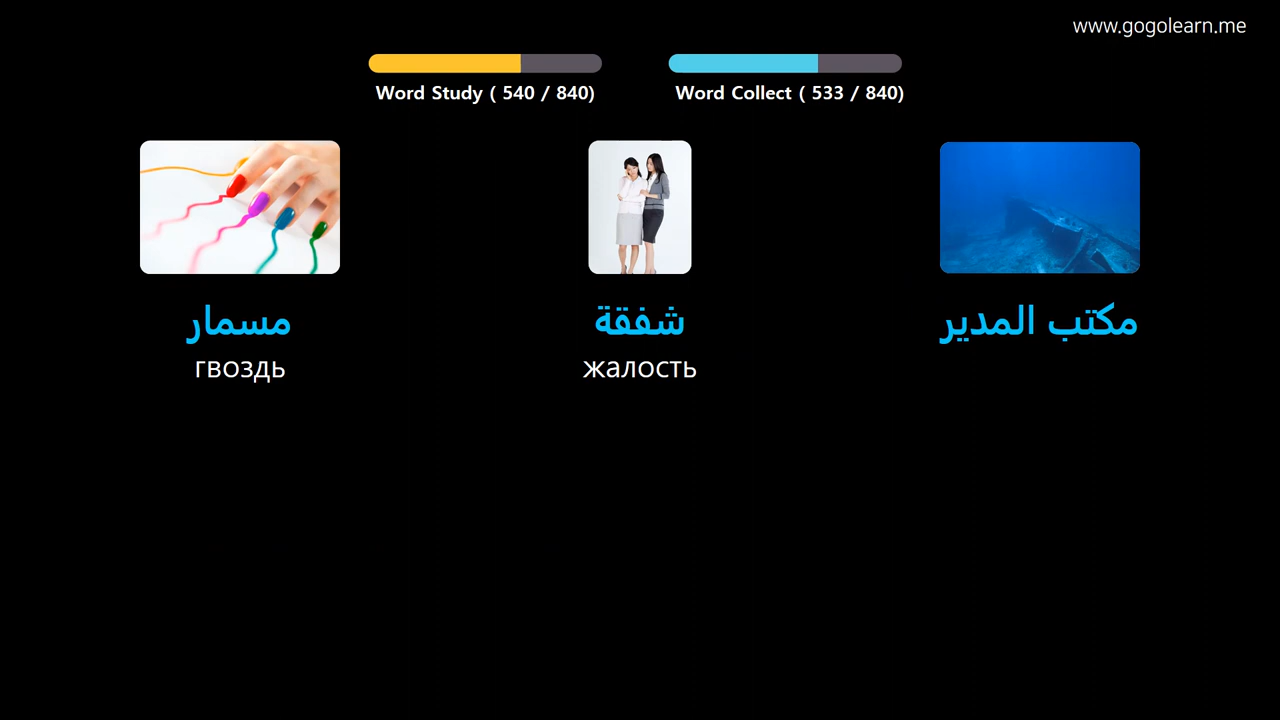 www.gogolearn.me
Word Study ( 540 / 840)
Word Collect ( 533 / 840)
مسمار
гвоздь
شفقة
жалость
مكتب المدير